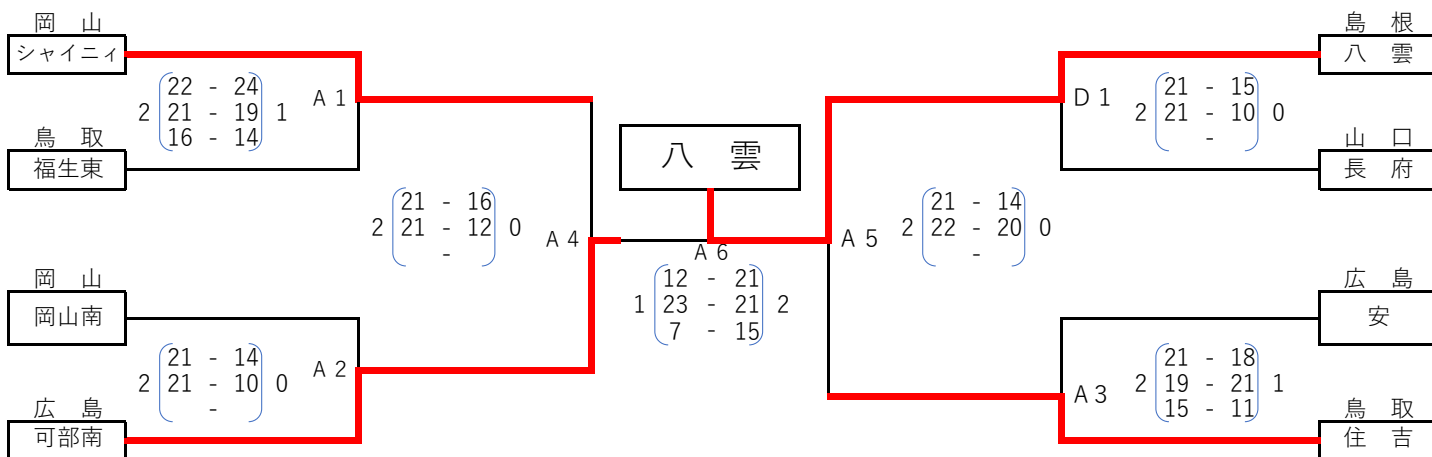 岡 山
シャイニィ
22 - 24
2 21 - 19 1
16 - 14
A 1
鳥 取
福生東
21 - 16
2 21 - 12 0
-
A 4
岡 山
岡山南
21 - 14
2 21 - 10 0
-
A 2
広 島
可部南
八 雲
A 6
12 - 21
1 23 - 21 2
7 - 15
島 根
八 雲
D 1
21 - 15
2 21 - 10 0
-
山 口
長 府
A 5
21 - 14
2 22 - 20 0
-
広 島
安
A 3
21 - 18
2 19 - 21 1
15 - 11
鳥 取
住 吉